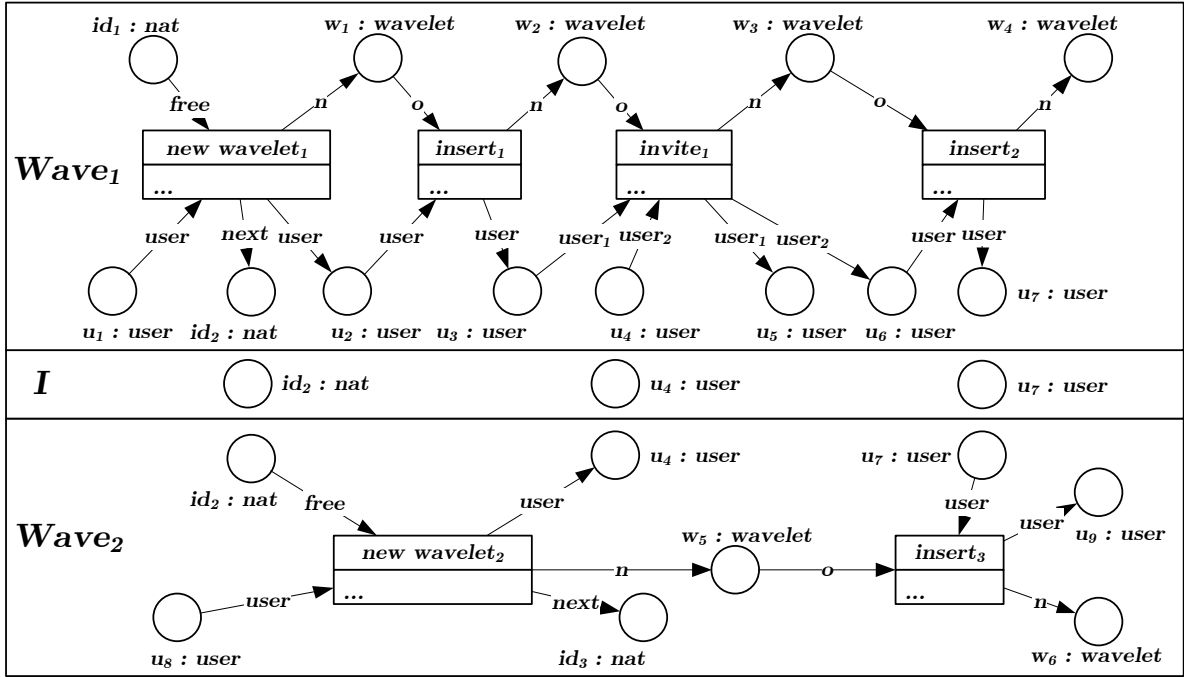 id₁ : nat
w₁ : wavelet
w₂ : wavelet
w₃ : wavelet
w₄ : wavelet
free
n
o
n
o
n
o
n
Wave₁
new wavelet₁
...
insert₁
...
invite₁
...
insert₂
...
user
next
user
user
user
user₁
user₂
user₁
user₂
user
user
u₁ : user
id₂ : nat
u₂ : user
u₃ : user
u₄ : user
u₅ : user
u₆ : user
u₇ : user
I
id₂ : nat
u₄ : user
u₇ : user
Wave₂
id₂ : nat
u₄ : user
u₇ : user
free
user
user
user
u₉ : user
new wavelet₂
...
w₅ : wavelet
insert₃
...
n
o
user
next
n
u₈ : user
id₃ : nat
w₆ : wavelet